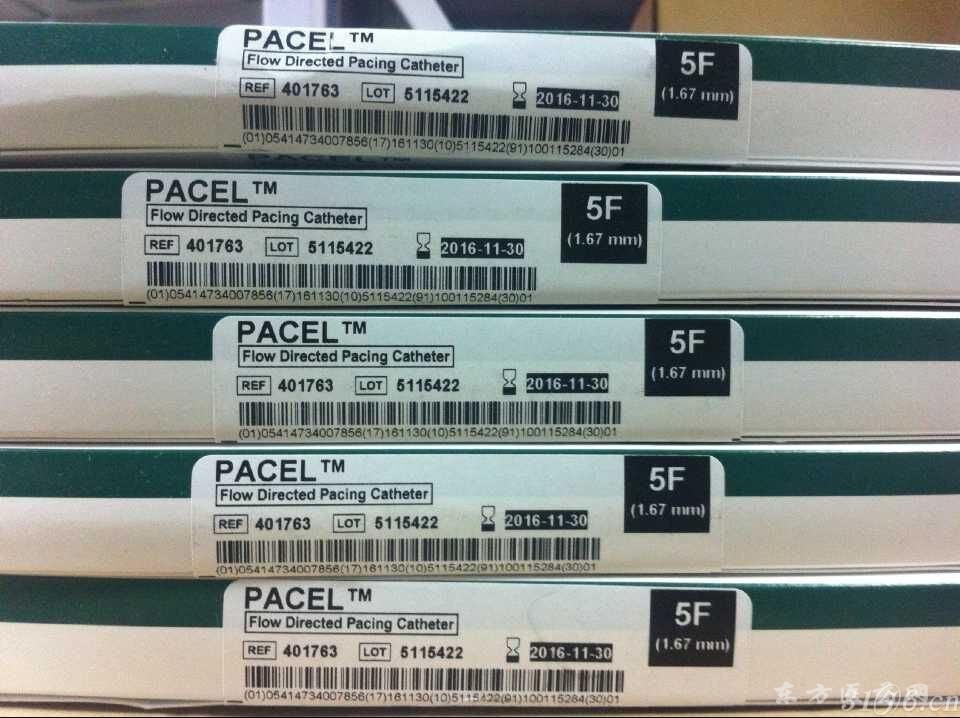 PACEL™
Flow Directed Pacing Catheter
5F
(1.67 mm)
REF 401763 LOT 5115422 2016-11-30
(01)05414734007856(17)161130(10)5115422(91)100115284(30)01
PACEL™
PACEL™
Flow Directed Pacing Catheter
5F
(1.67 mm)
REF 401763 LOT 5115422 2016-11-30
(01)05414734007856(17)161130(10)5115422(91)100115284(30)01
PACEL™
Flow Directed Pacing Catheter
5F
(1.67 mm)
REF 401763 LOT 5115422 2016-11-30
(01)05414734007856(17)161130(10)5115422(91)100115284(30)01
PACEL™
Flow Directed Pacing Catheter
5F
(1.67 mm)
REF 401763 LOT 5115422 2016-11-30
(01)05414734007856(17)161130(10)5115422(91)100115284(30)01
PACEL™
Flow Directed Pacing Catheter
5F
(1.67 mm)
REF 401763 LOT 5115422 2016-11-30
(01)05414734007856(17)161130(10)5115422(91)100115284(30)01
东方医药网